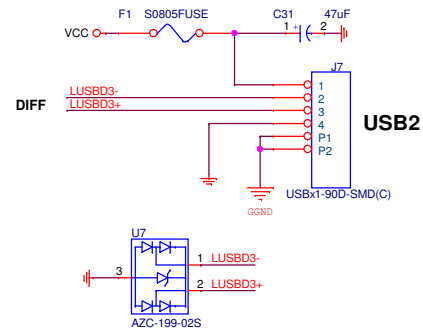 F1 S0805FUSE C31 47uF
VCC 1 + 2
J7
LUSBD3- 1
DIFF LUSBD3+ 2
3 USB2
4
P1
P2
USBx1-90D-SMD(C)
GGND
U7
1 LUSBD3-
3
2 LUSBD3+
AZC-199-02S